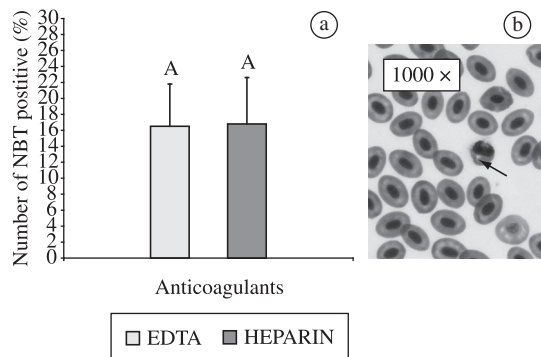 Number of NBT postitive (%)
30
28
26
24
22
20
18
16
14
12
10
8
6
4
2
0
A
A
Anticoagulants
EDTA
HEPARIN
a
b
1000 ×